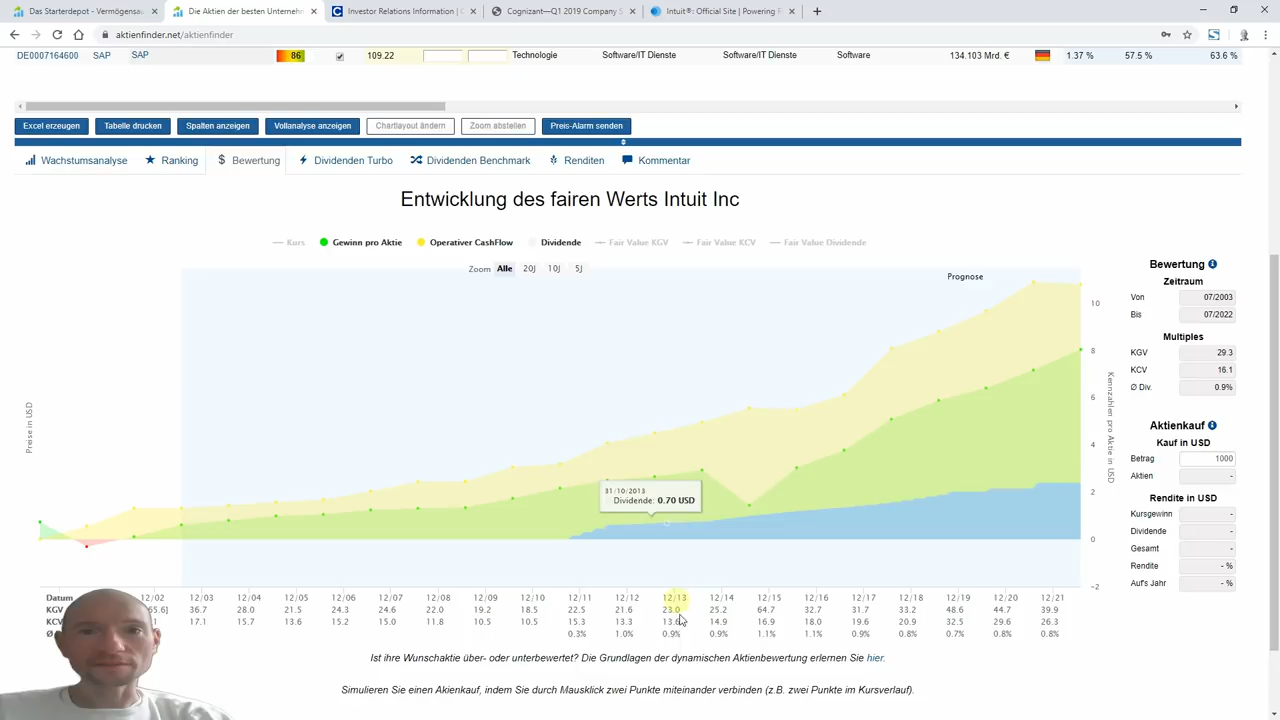 Das Starterdepot - Vermögensau
Die Aktien der besten Unternehm
Investor Relations Information |
Cognizant—Q1 2019 Company S
Intuit®: Official Site | Powering P
aktienfinder.net/aktienfinder
DE0007164600 SAP SAP 86 109.22 Technologie Software/IT Dienste Software/IT Dienste Software 134.103 Mrd. € 1.37 % 57.5 % 63.6 %
Excel erzeugen Tabelle drucken Spalten anzeigen Vollanalyse anzeigen Chartlayout ändern Zoom abstellen Preis-Alarm senden
Wachstumsanalyse Ranking $ Bewertung Dividenden Turbo Dividenden Benchmark Renditen Kommentar
Entwicklung des fairen Werts Intuit Inc
Kurs Gewinn pro Aktie Operativer CashFlow Dividende Fair Value KGV Fair Value KCV Fair Value Dividende
Zoom Alle 20J 10J 5J
Prognose
Preise in USD
31/10/2013
Dividende: 0.70 USD
10
8
6
4
2
0
-2
Kennzahlen pro Aktie in USD
Datum 12/02 12/03 12/04 12/05 12/06 12/07 12/08 12/09 12/10 12/11 12/12 12/13 12/14 12/15 12/16 12/17 12/18 12/19 12/20 12/21
KGV 65.6] 36.7 28.0 21.5 24.3 24.6 22.0 19.2 18.5 22.5 21.6 23.0 25.2 64.7 32.7 31.7 33.2 48.6 44.7 39.9
KCV .1 17.1 15.7 13.6 15.2 15.0 11.8 10.5 10.5 15.3 13.3 13.6 14.9 16.9 18.0 19.6 20.9 32.5 29.6 26.3
Ø 0.3% 1.0% 0.9% 0.9% 1.1% 1.1% 0.9% 0.8% 0.7% 0.8% 0.8%
Ist ihre Wunschaktie über- oder unterbewertet? Die Grundlagen der dynamischen Aktienbewertung erlernen Sie hier.
Simulieren Sie einen Akienkauf, indem Sie durch Mausklick zwei Punkte miteinander verbinden (z.B. zwei Punkte im Kursverlauf).
Bewertung
Zeitraum
Von 07/2003
Bis 07/2022
Multiples
KGV 29.3
KCV 16.1
Ø Div. 0.9%
Aktienkauf
Kauf in USD
Betrag 1000
Aktien -
Rendite in USD
Kursgewinn -
Dividende -
Gesamt -
Rendite - %
Auf's Jahr - %